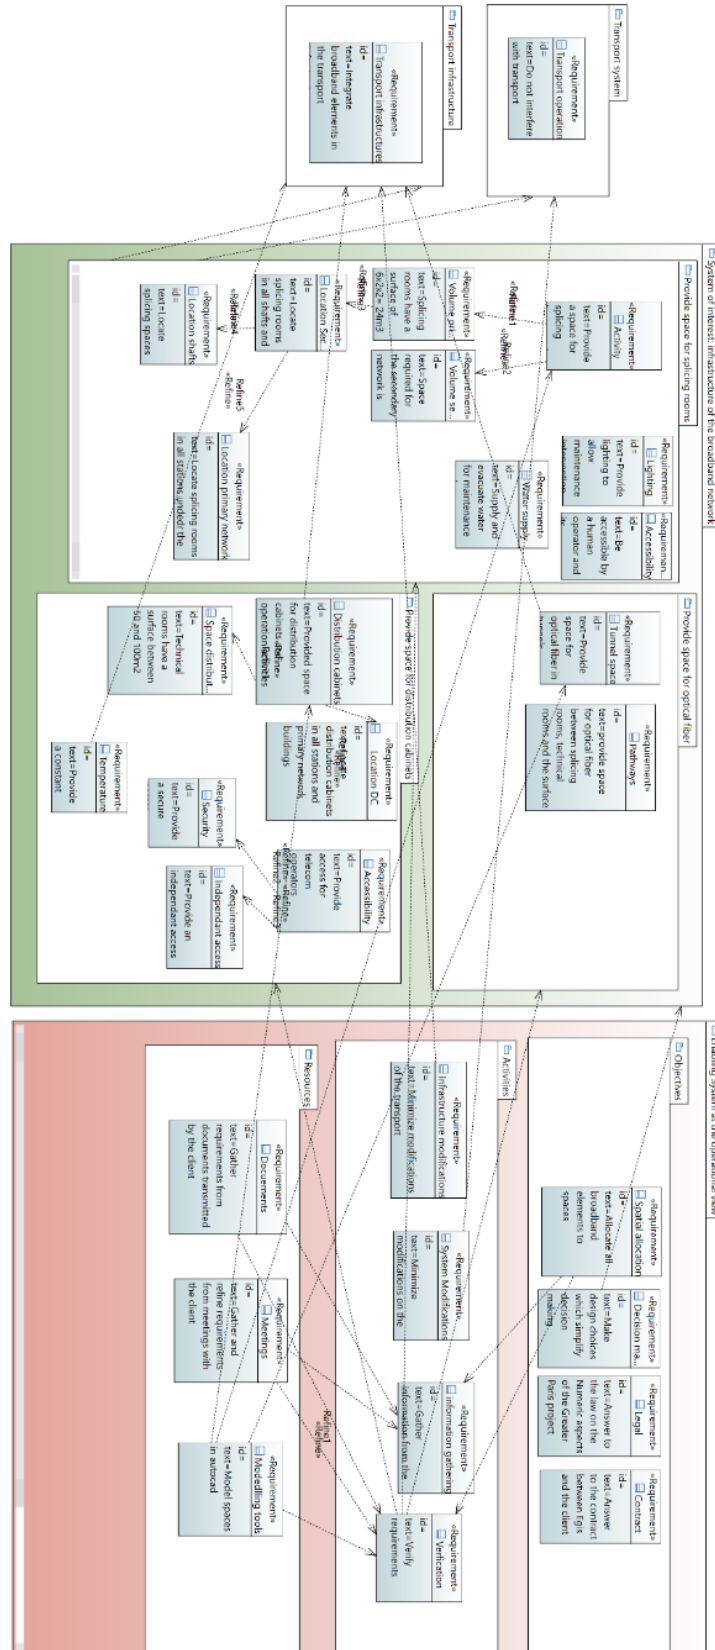 Transport infrastructure
«Requirement»
Transport infrastructures
id=
text=Integrate
broadband elements in
the transport
Transport system
«Requirement»
Transport operation
id=
text=Do not interfere
with transport
System of interest: infrastructure of the broadband network
Provide space for splicing rooms
«Requirement»
Activity
id=
text=Provide
a space for
splicing
«Requirement»
Lighting
id=
text=Provide
lighting to
allow
maintenance
«Requiremen...
Accessibility
id=
text=Be
accessible by
a human
operator and
«Requirement»
Volume pri...
id=
text=Splicing
rooms have a
surface of
6x2x2= 24m3
«Requirement»
Volume se...
id=
text=Space
required for
the secondary
network is
«Requirement»
Water supply
id=
text=Supply and
evacuate water
for maintenance
«Requirement»
Location Sec
id=
text=Locate
splicing rooms
in all shafts and
«Requirement»
Location primary network
id=
text=Locate splicing rooms
in all stations under the
«Requirement»
Location shafts
id=
text=Locate
splicing spaces
Refine5
«Refine»
Provide space for optical fiber
«Requirement»
Tunnel space
id=
text=Provide
space for
optical fiber in
«Requirement»
Pathways
id=
text=provide space
for optical fiber
between splicing
rooms, technical
rooms and the surface
Provide space for distribution cabinets
«Requirement»
Distribution cabinets
id=
text=Provided space
for distribution
cabinets and
«Requirement»
Location DC
id=
distribution cabinets
in all stations and
primary network
buildings
«Requirement»
Accessibility
id=
text=Provide
access for
telecom
operators
«Requirement»
Space distribut...
id=
text=Technical
rooms have a
surface between
50 and 100m2
«Requirement»
Security
id=
text=Provide
a secure
«Requirement»
Independant access
id=
text=Provide an
independant access
«Requirement»
Temperature
id=
text=Provide
a constant
Enabling System at the operational view
Objectives
«Requirement»
Spatial allocation
id=
text=Allocate all
broadband
elements to
spaces
«Requirement»
Decision ma...
id=
text=Make
design choices
which simplify
decision
making
«Requirement»
Legal
id=
text=Answer to
the law on the
Numeric aspects
of the Greater
Paris project
«Requirement»
Contract
id=
text=Answer
to the contract
between Egis
and the client
Activities
«Requirement»
Infrastructure modifications
id=
text=Minimize modifications
of the transport
«Requirement»
System Modifications
id=
text=Minimize
modifications on the
«Requirement»
information gathering
id=
text=Gather
information from the
«Requirement»
Verfication
id=
text=Verify
requirements
Refine1
«Refine»
Resources
«Requirement»
Docuements
id=
text=Gather
requirements from
documents transmitted
by the client
«Requirement»
Meetings
id=
text=Gather and
refine requirements
from meetings with
the client
«Requirement»
Modedlling tools
id=
text=Model spaces
in autocad